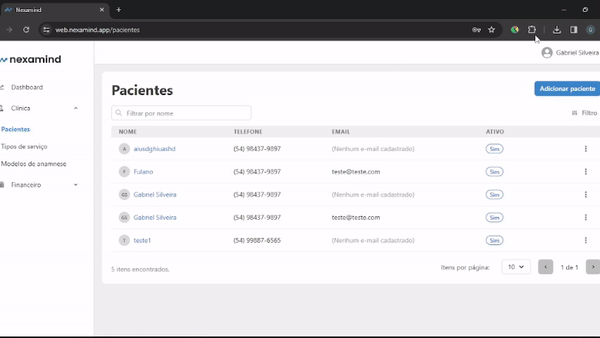 Nexamind
web.nexamind.app/pacientes
G
nexamind
Gabriel Silveira
Dashboard
Clínica
Pacientes
Tipos de serviço
Modelos de anamnese
Financeiro
Pacientes
Adicionar paciente
Filtrar por nome
Filtro
NOME TELEFONE EMAIL ATIVO
A aiusdghiuashd (54) 98437-9897 (Nenhum e-mail cadastrado) Sim
F Fulano (54) 98437-9897 teste@teste.com Sim
GS Gabriel Silveira (54) 98437-9897 (Nenhum e-mail cadastrado) Sim
GS Gabriel Silveira (54) 98437-9897 teste@teste.com Sim
T teste1 (54) 99887-6565 (Nenhum e-mail cadastrado) Sim
5 itens encontrados.
Itens por página: 10 1 de 1